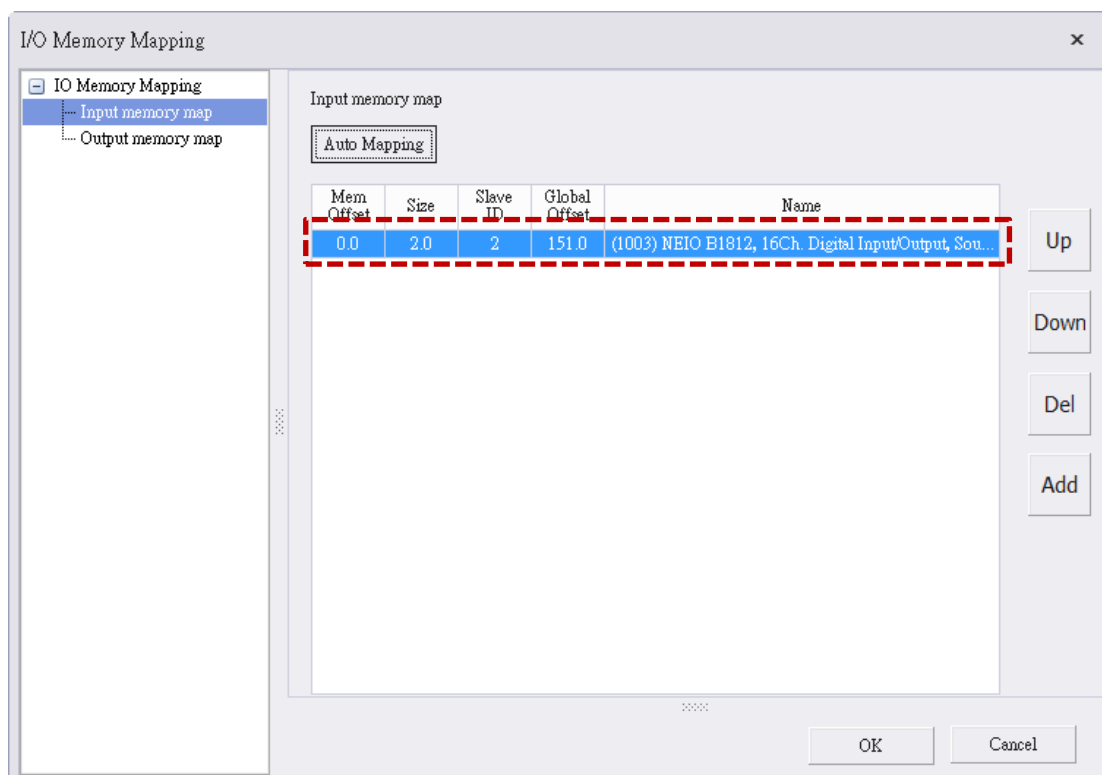 I/O Memory Mapping
×
IO Memory Mapping
Input memory map
Output memory map
Input memory map
Auto Mapping
Mem Offset Size Slave ID Global Offset Name
0.0 2.0 2 151.0 (1003) NEIO B1812, 16Ch. Digital Input/Output, Sou...
Up
Down
Del
Add
OK Cancel